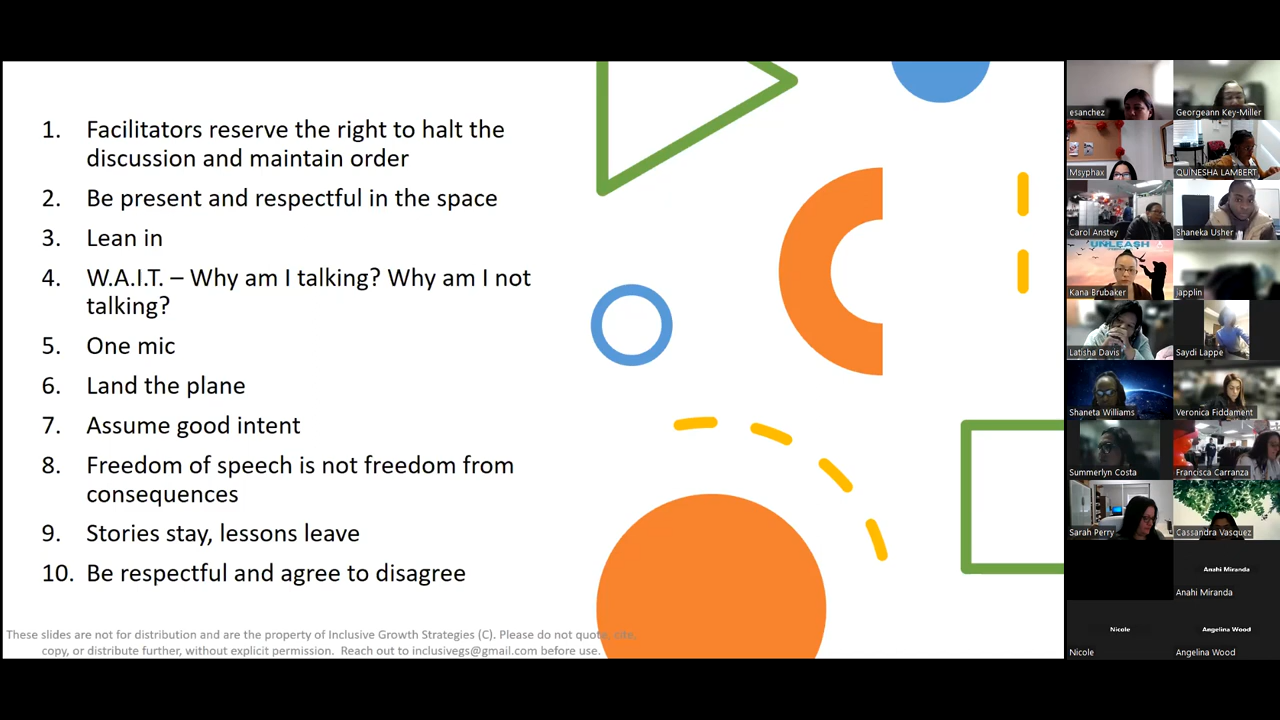 1. Facilitators reserve the right to halt the
discussion and maintain order
2. Be present and respectful in the space
3. Lean in
4. W.A.I.T. – Why am I talking? Why am I not
talking?
5. One mic
6. Land the plane
7. Assume good intent
8. Freedom of speech is not freedom from
consequences
9. Stories stay, lessons leave
10. Be respectful and agree to disagree
These slides are not for distribution and are the property of Inclusive Growth Strategies (C). Please do not quote, cite,
copy, or distribute further, without explicit permission. Reach out to inclusivegs@gmail.com before use.
esanchez
Georgeann Key-Miller
Msyphax
QUINESHA LAMBERT
Carol Anstey
Shaneka Usher
UNLEASH
Kana Brubaker
japplin
Latisha Davis
Saydi Lappe
Shaneta Williams
Veronica Fiddament
Summerlyn Costa
Francisca Carranza
Sarah Perry
Cassandra Vasquez
Anahi Miranda
Anahi Miranda
Nicole
Angelina Wood
Nicole
Angelina Wood